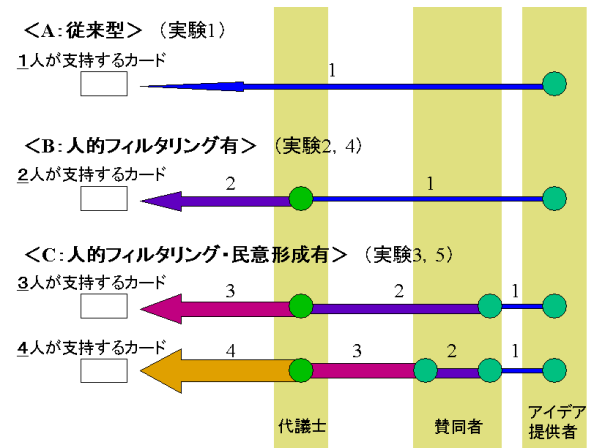 ＜A：従来型＞ （実験1）
1人が支持するカード
1
＜B：人的フィルタリング有＞ （実験2, 4）
2人が支持するカード
2 1
＜C：人的フィルタリング・民意形成有＞ （実験3, 5）
3人が支持するカード
3 2 1
4人が支持するカード
4 3 2 1
代議士 賛同者 アイデア
提供者